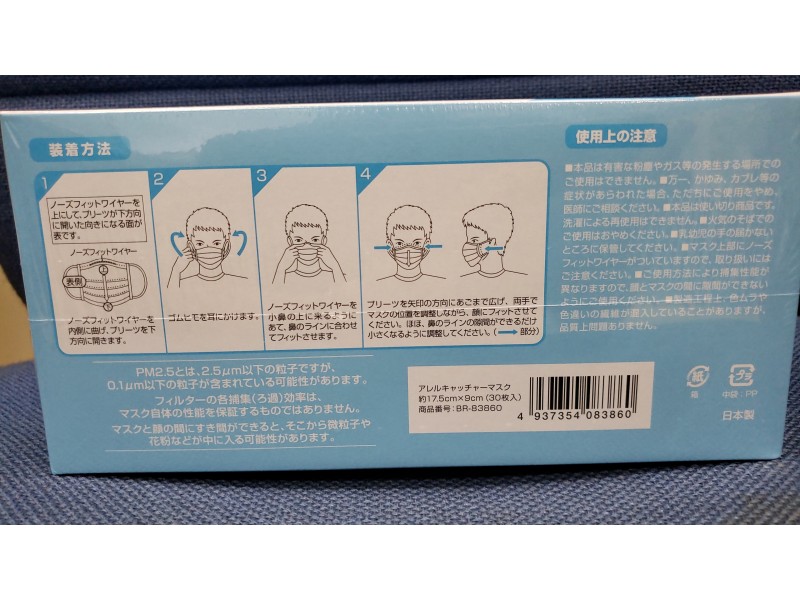 装着方法
1
ノーズフィットワイヤーを
上にして、プリーツが下方向
に開いた向きになる面が
表です。
ノーズフィットワイヤー
表側
ノーズフィットワイヤーを
内側に曲げ、プリーツを下
方向に開きます。
2
ゴムヒモを耳にかけます。
3
ノーズフィットワイヤーを
小鼻の上に来るように
あて、鼻のラインに合わせ
てフィットさせます。
4
プリーツを矢印の方向にあごまで広げ、両手で
マスクの位置を調整しながら、顔にフィットさせて
ください。ほほ、鼻のラインの隙間ができるだけ
小さくなるように調整してください。( 部分)
PM2.5とは、2.5μm以下の粒子ですが、
0.1μm以下の粒子が含まれている可能性があります。
フィルターの各捕集(ろ過)効率は、
マスク自体の性能を保証するものではありません。
マスクと顔の間にすき間ができると、そこから微粒子や
花粉などが中に入る可能性があります。
使用上の注意
■本品は有害な粉塵やガス等の発生する場所での
ご使用はできません。■万一、かゆみ、カブレ等の
症状があらわれた場合、ただちにご使用をやめ、
医師にご相談ください。■本品は使い切り商品です。
洗濯による再使用はできません。■火気のそばでの
ご使用はおやめください。■乳幼児の手の届かない
ところに保管してください。■マスク上部にノーズ
フィットワイヤーがついていますので、取り扱いには
ご注意ください。■ご使用方法により捕集性能が
異なりますので、顔とマスクの間に隙間ができない
ようにご使用ください。■製造工程上、色ムラや
色違いの繊維が混入していることがありますが、
品質上問題ありません。
アレルキャッチャーマスク
約17.5cm×9cm(30枚入)
商品番号:BR-83860
4 937354 083860
紙
箱
プラ
中袋:PP
日本製